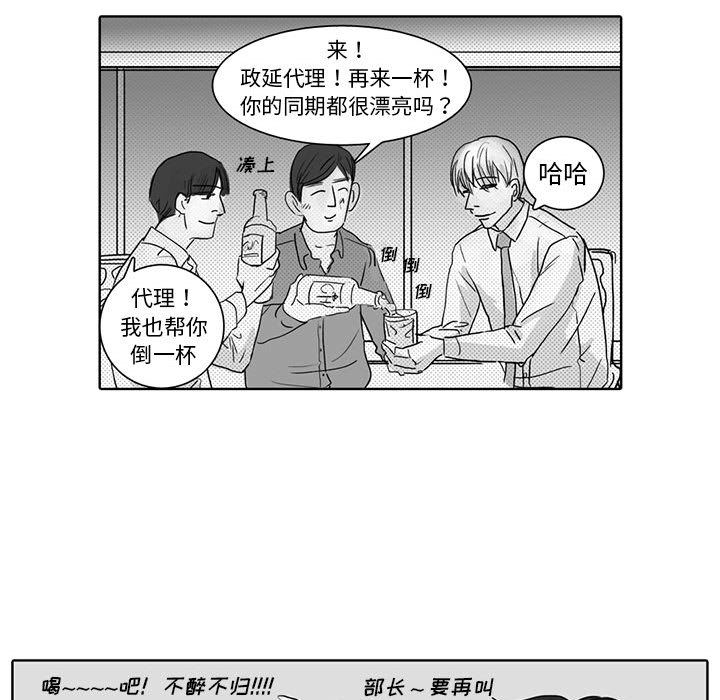 来！
政延代理！再来一杯！
你的同期都很漂亮吗？
凑上
哈哈
倒
倒
倒
代理！
我也帮你
倒一杯
喝~~~~吧! 不醉不归!!!!
部长~要再叫